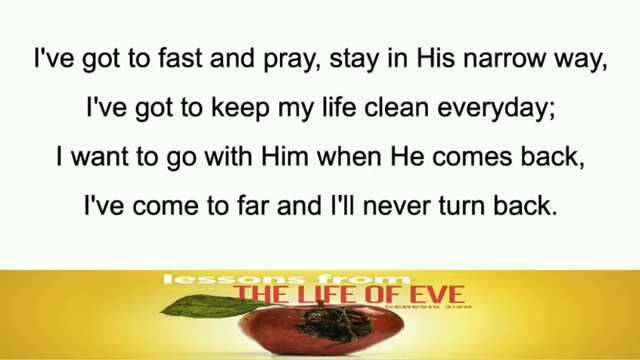 I've got to fast and pray, stay in His narrow way,
I've got to keep my life clean everyday;
I want to go with Him when He comes back,
I've come to far and I'll never turn back.
lessons from
THE LIFE OF EVE
GENESIS 3:20